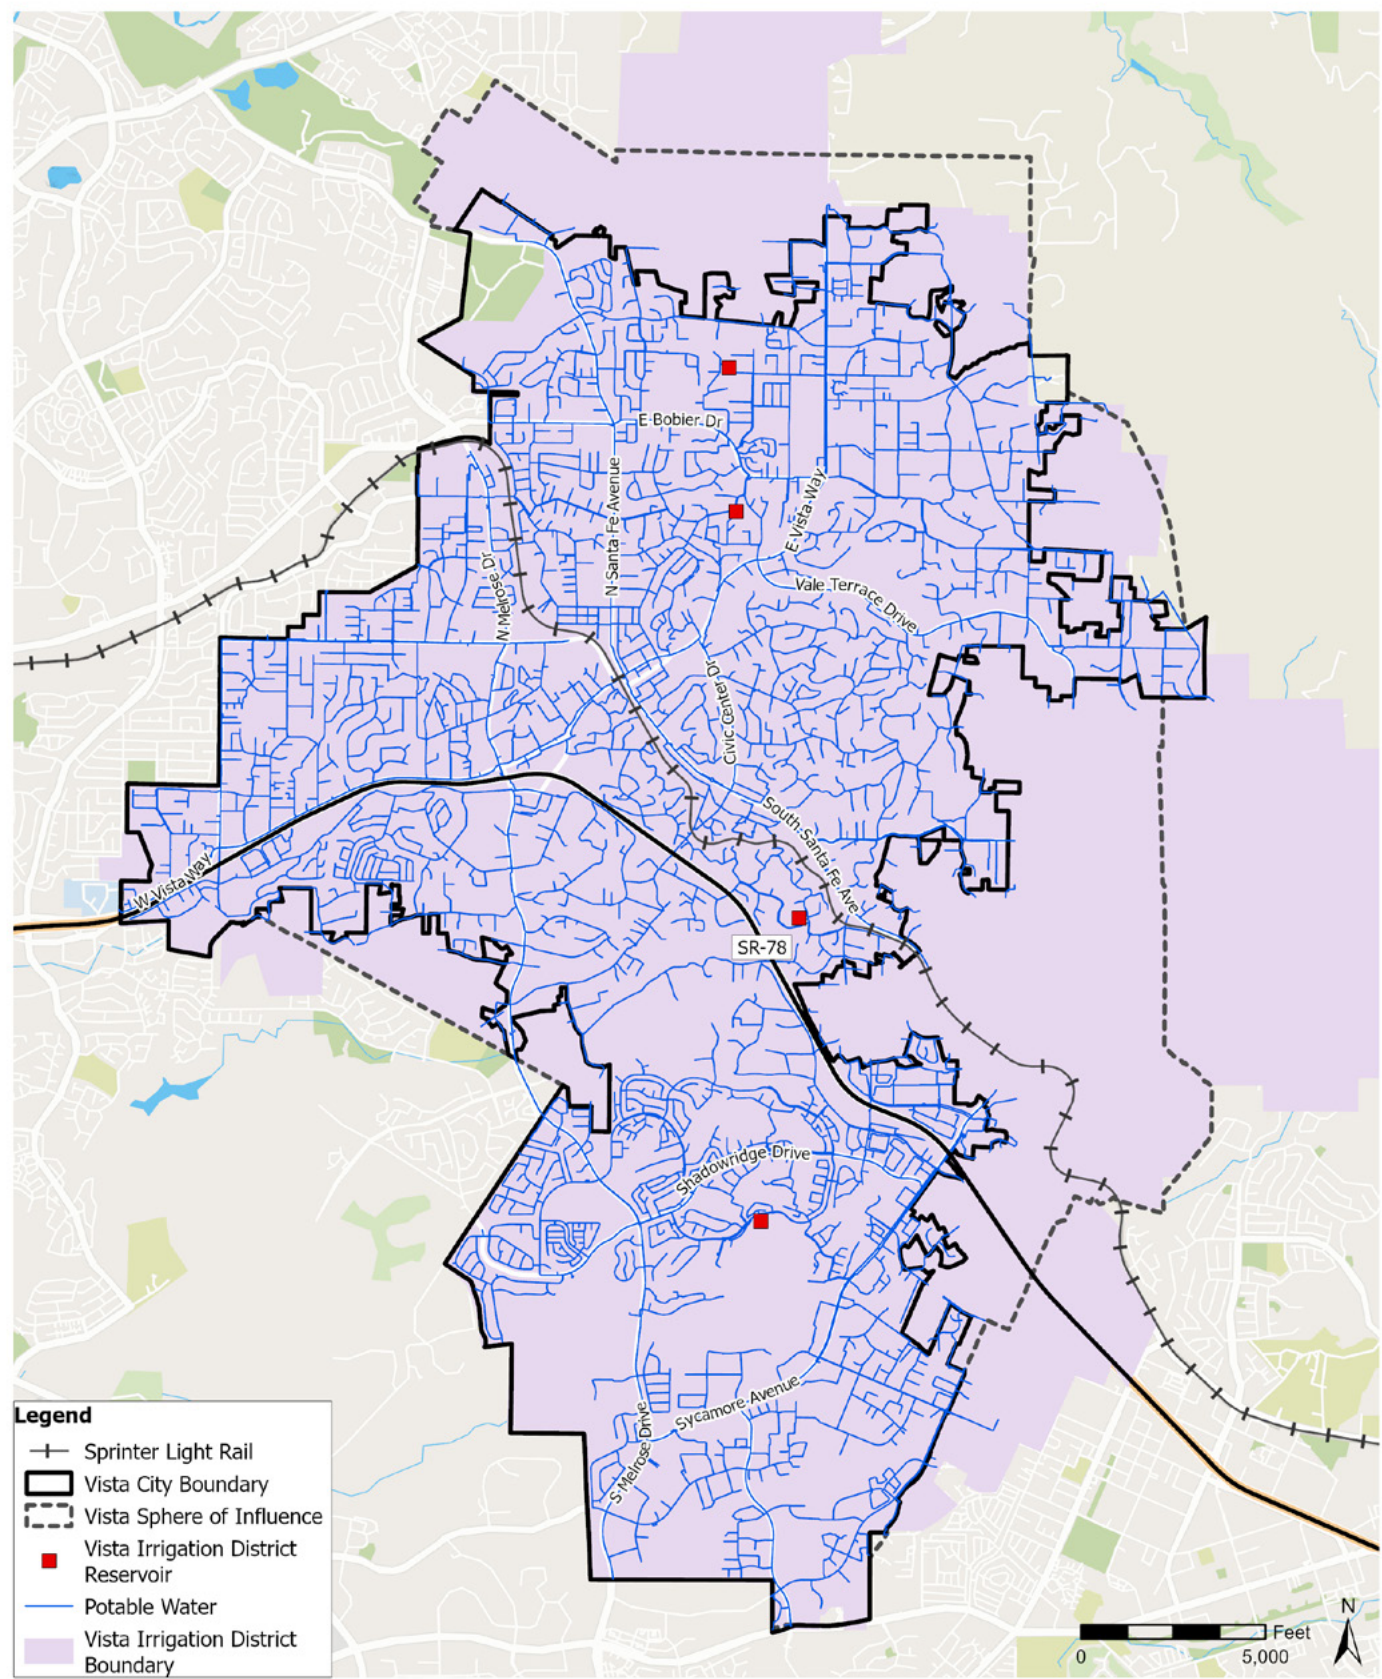 E Bobier Dr
N Santa Fe Avenue
E Vista Way
N Melrose Dr
Vale Terrace Drive
Civic Center Dr
South Santa Fe Ave
W Vista Way
SR-78
Shadowridge Drive
Sycamore Avenue
S Melrose Drive
Legend
Sprinter Light Rail
Vista City Boundary
Vista Sphere of Influence
Vista Irrigation District
Reservoir
Potable Water
Vista Irrigation District
Boundary
N
Feet
0 5,000